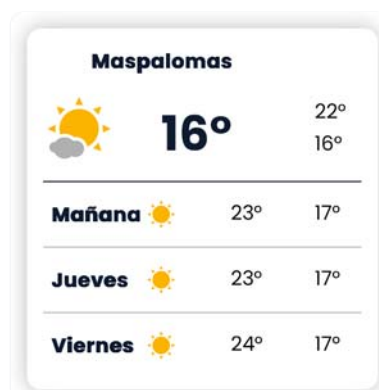 Maspalomas
16º 22º
16º
Mañana 23º 17º
Jueves 23º 17º
Viernes 24º 17º